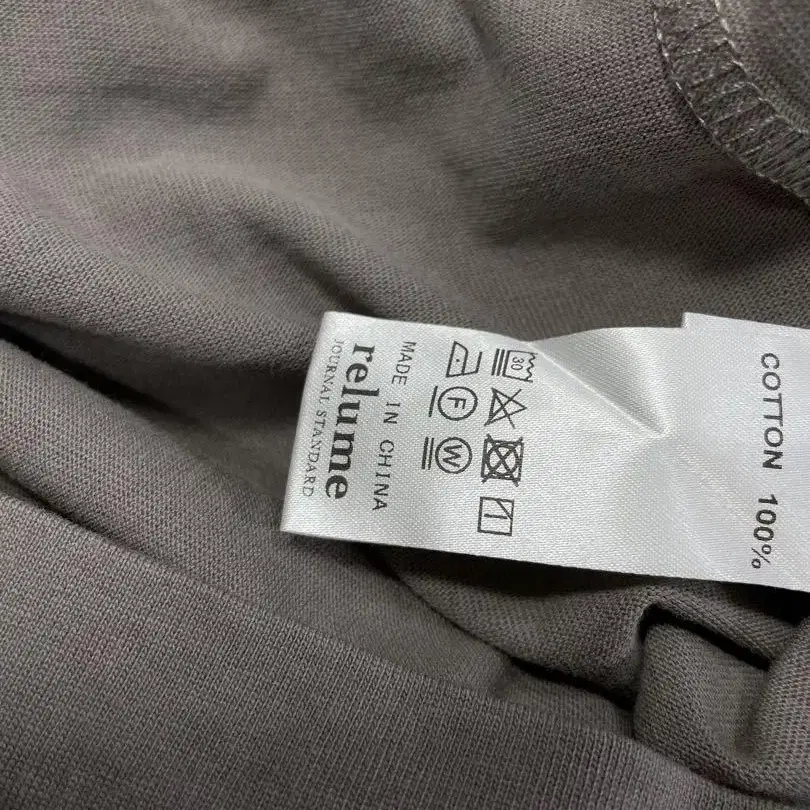 COTTON 100%
30
F
W
MADE IN CHINA
relume
JOURNAL STANDARD